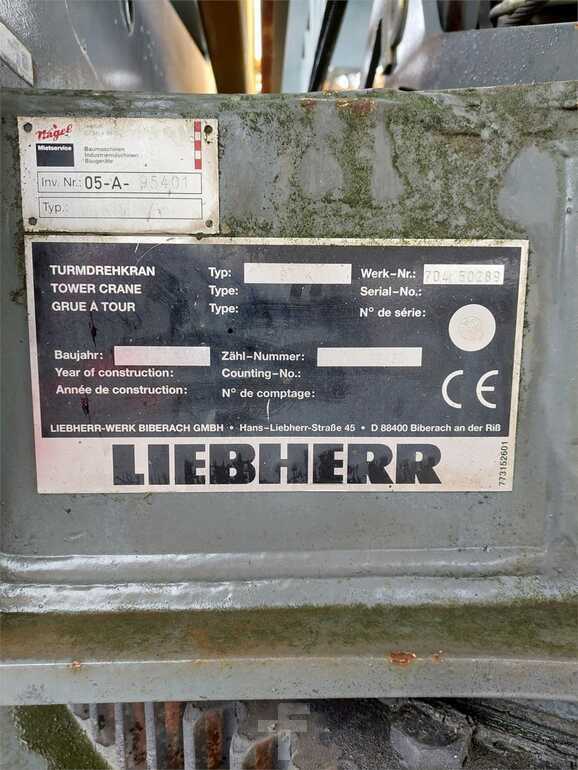 Nagel
Mietservice
Baumaschinen
Industriemaschinen
Baugeräte
Inv. Nr.: 05-A- 95401
Typ.:
TURMDREHKRAN
TOWER CRANE
GRUE A TOUR
Typ:
Type:
Type:
Werk-Nr.:
Serial-No.:
N° de série:
Baujahr:
Year of construction:
Année de construction:
Zähl-Nummer:
Counting-No.:
N° de comptage:
CE
LIEBHERR-WERK BIBERACH GMBH • Hans-Liebherr-Straße 45 • D 88400 Biberach an der Riß
LIEBHERR
773152601